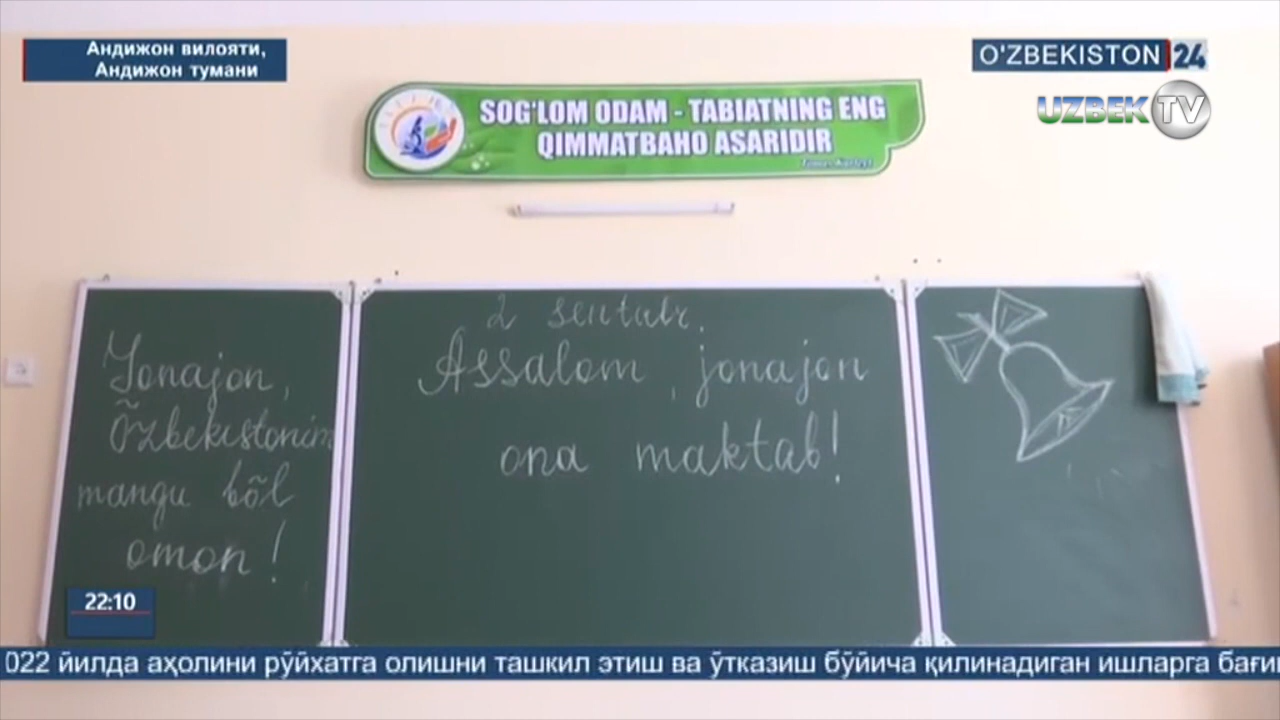 Андижон вилояти,
Андижон тумани
O'ZBEKISTON 24
UZBEK TV
SOG'LOM ODAM - TABIATNING ENG
QIMMATBAHO ASARIDIR
2 sentabr.
Assalom, jonajon
ona maktab!
Jonajon,
Õzbekistonim
mangu bõl
omon!
22:10
022 йилда аҳолини рўйхатга олишни ташкил этиш ва ўтказиш бўйича қилинадиган ишларга бағи